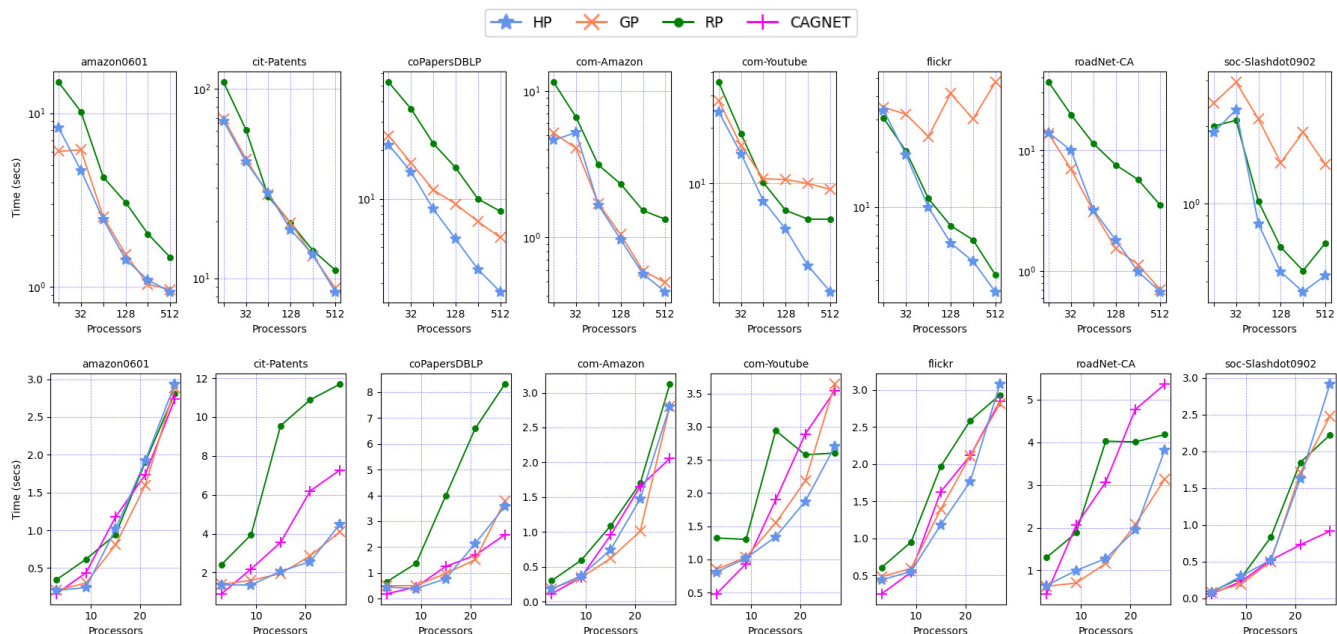 HP GP RP CAGNET
amazon0601 cit-Patents coPapersDBLP com-Amazon com-Youtube flickr roadNet-CA soc-Slashdot0902
Time (secs)
10¹ 10⁰
10² 10¹
10¹
10¹ 10⁰
10¹
10¹
10¹ 10⁰
10⁰
32 128 512 32 128 512 32 128 512 32 128 512 32 128 512 32 128 512 32 128 512 32 128 512
Processors Processors Processors Processors Processors Processors Processors Processors
amazon0601 cit-Patents coPapersDBLP com-Amazon com-Youtube flickr roadNet-CA soc-Slashdot0902
Time (secs)
3.0 2.5 2.0 1.5 1.0 0.5
12 10 8 6 4 2
8 7 6 5 4 3 2 1 0
3.0 2.5 2.0 1.5 1.0 0.5 0.0
3.5 3.0 2.5 2.0 1.5 1.0 0.5
3.0 2.5 2.0 1.5 1.0 0.5
5 4 3 2 1
3.0 2.5 2.0 1.5 1.0 0.5 0.0
10 20 10 20 10 20 10 20 10 20 10 20 10 20 10 20
Processors Processors Processors Processors Processors Processors Processors Processors